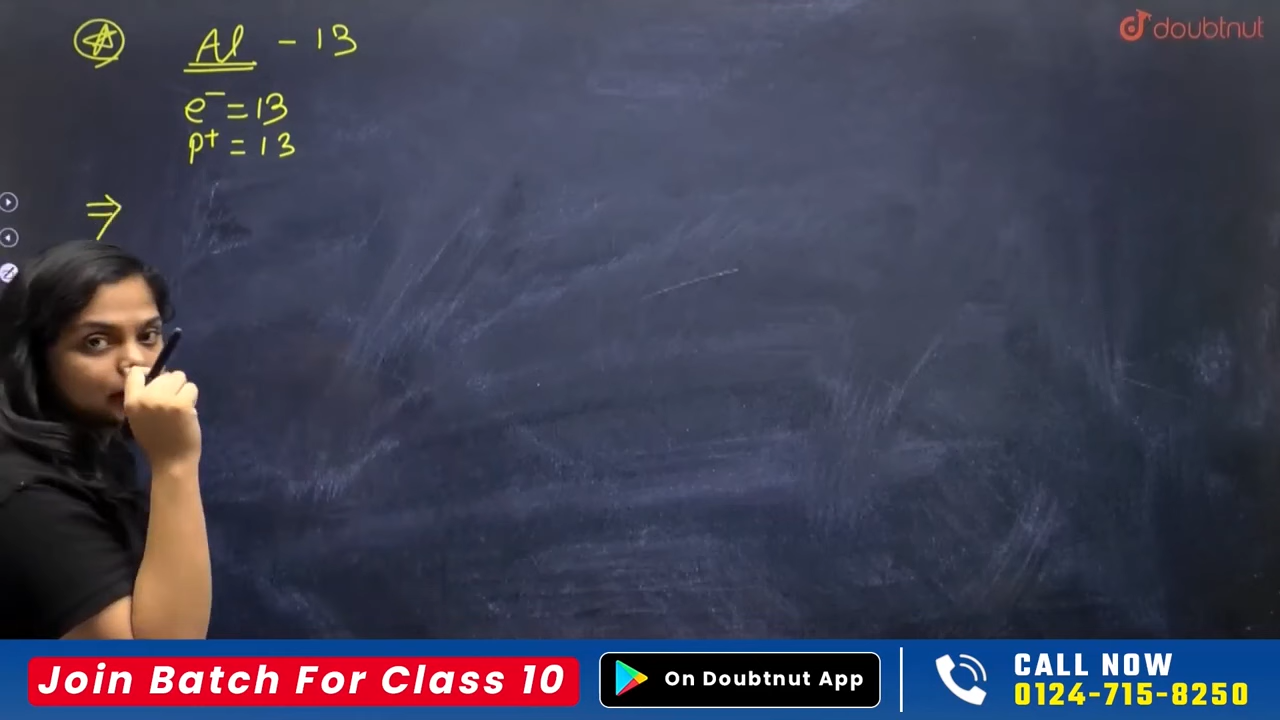 Al - 13
e⁻ = 13
p⁺ = 13
⇒
doubtnut
Join Batch For Class 10
On Doubtnut App
CALL NOW
0124-715-8250